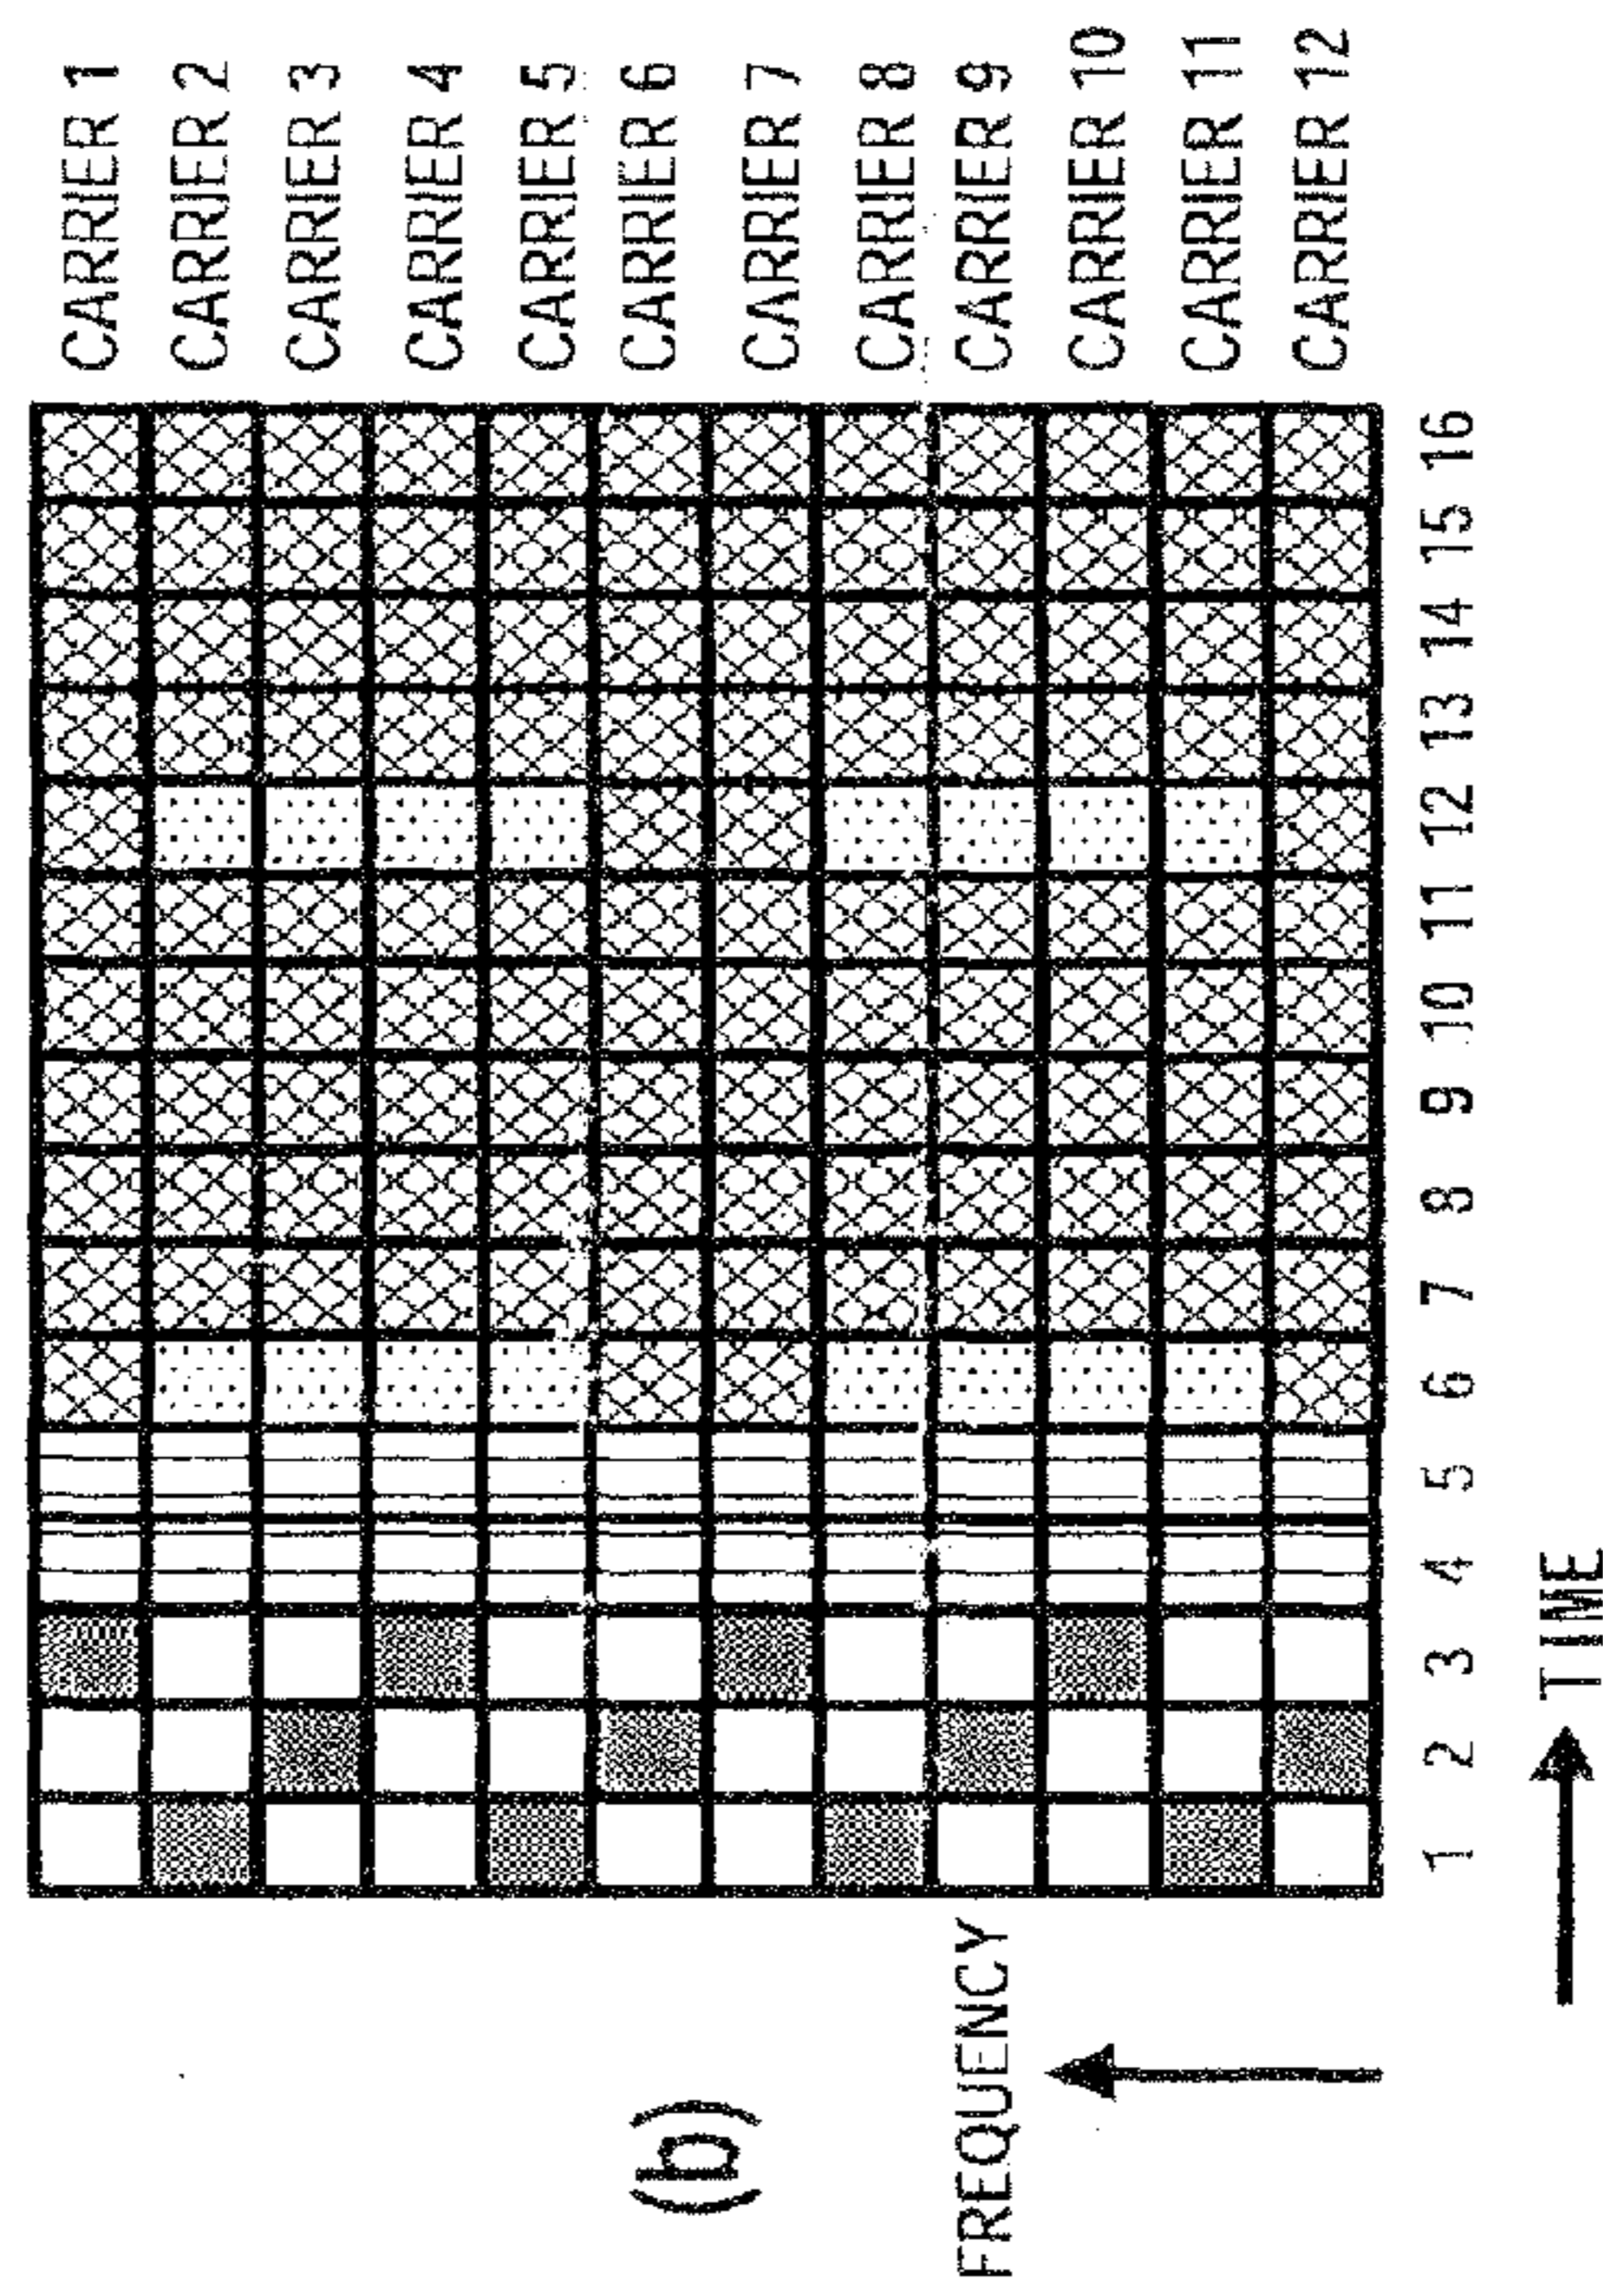 (b)
CARRIER 1
CARRIER 2
CARRIER 3
CARRIER 4
CARRIER 5
CARRIER 6
CARRIER 7
CARRIER 8
CARRIER 9
CARRIER 10
CARRIER 11
CARRIER 12
FREQUENCY
1 2 3 4 5 6 7 8 9 10 11 12 13 14 15 16
TIME